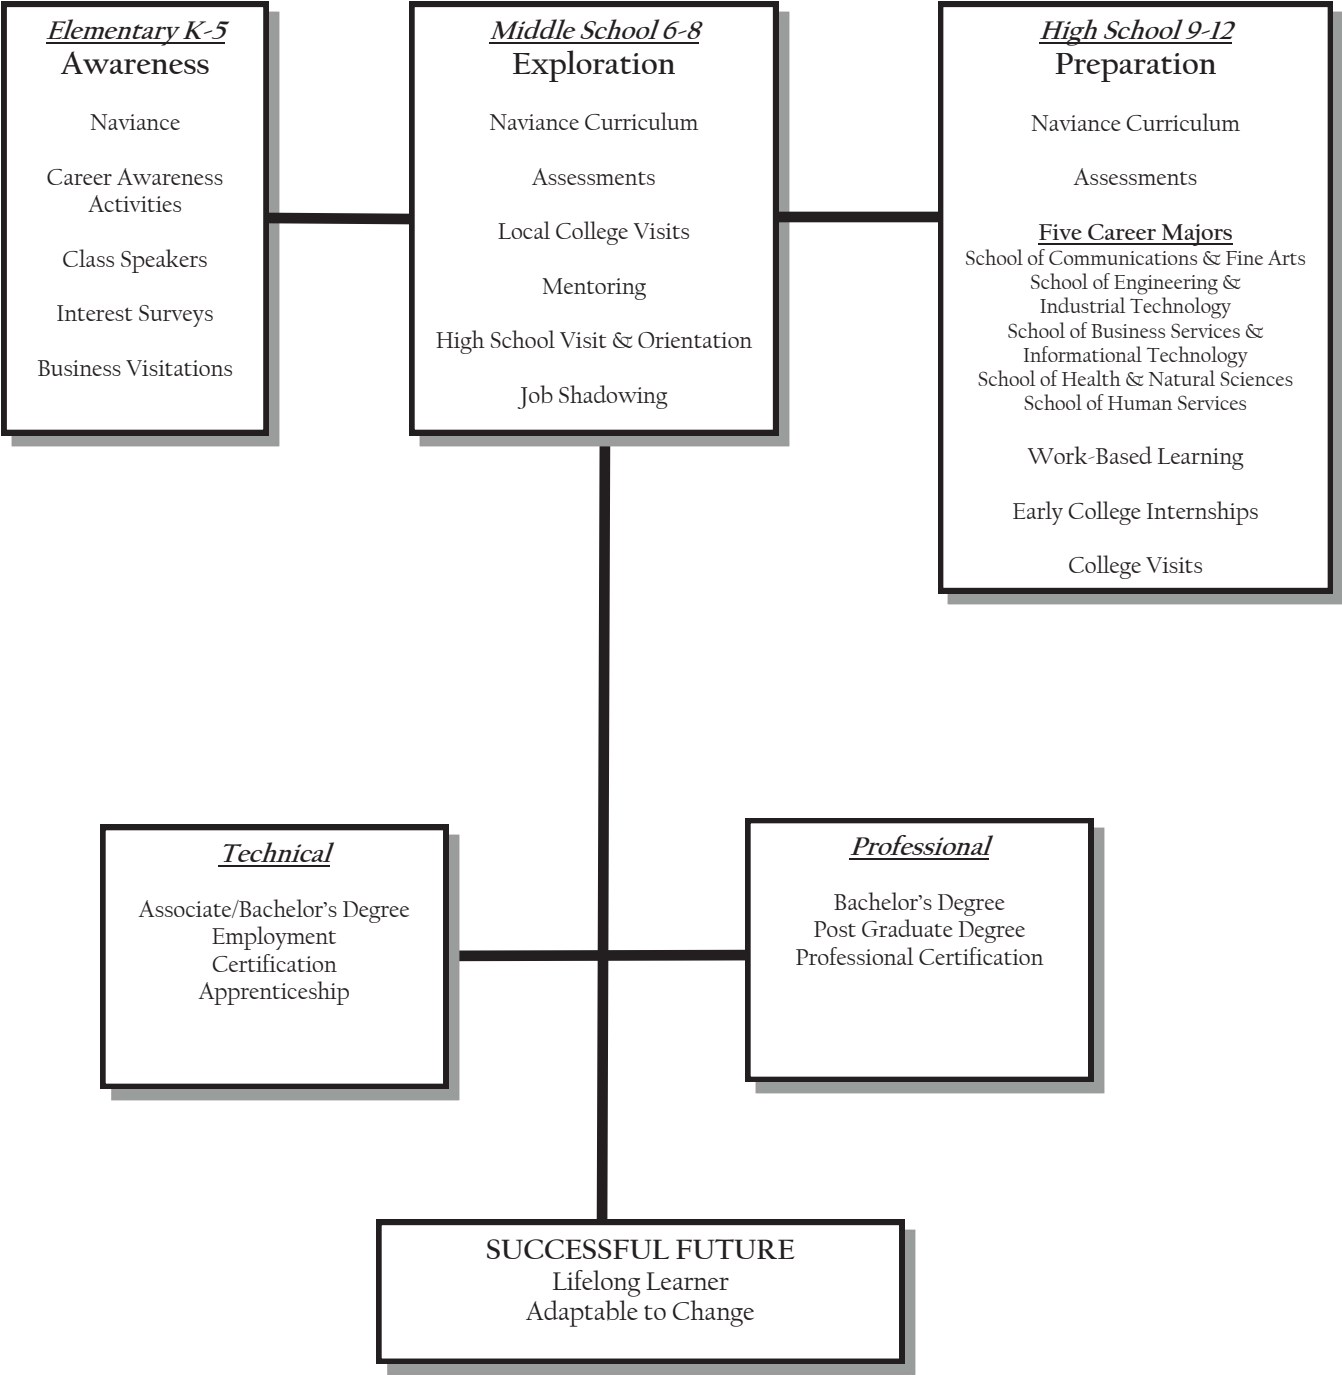 Elementary K-5
Awareness
Naviance
Career Awareness
Activities
Class Speakers
Interest Surveys
Business Visitations
Middle School 6-8
Exploration
Naviance Curriculum
Assessments
Local College Visits
Mentoring
High School Visit & Orientation
Job Shadowing
High School 9-12
Preparation
Naviance Curriculum
Assessments
Five Career Majors
School of Communications & Fine Arts
School of Engineering &
Industrial Technology
School of Business Services &
Informational Technology
School of Health & Natural Sciences
School of Human Services
Work-Based Learning
Early College Internships
College Visits
Technical
Associate/Bachelor’s Degree
Employment
Certification
Apprenticeship
Professional
Bachelor’s Degree
Post Graduate Degree
Professional Certification
SUCCESSFUL FUTURE
Lifelong Learner
Adaptable to Change